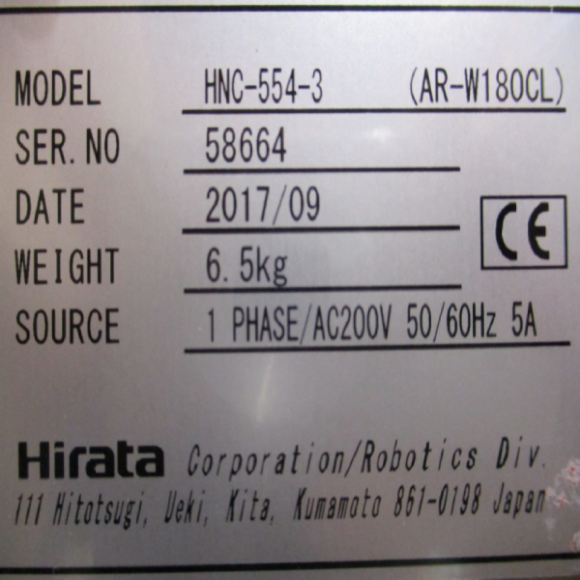 MODEL HNC-554-3 (AR-W180CL)
SER.NO 58664
DATE 2017/09
WEIGHT 6.5kg
CE
SOURCE 1 PHASE/AC200V 50/60Hz 5A
Hirata Corporation/Robotics Div.
111 Hitotsugi, Ueki, Kita, Kumamoto 861-0198 Japan